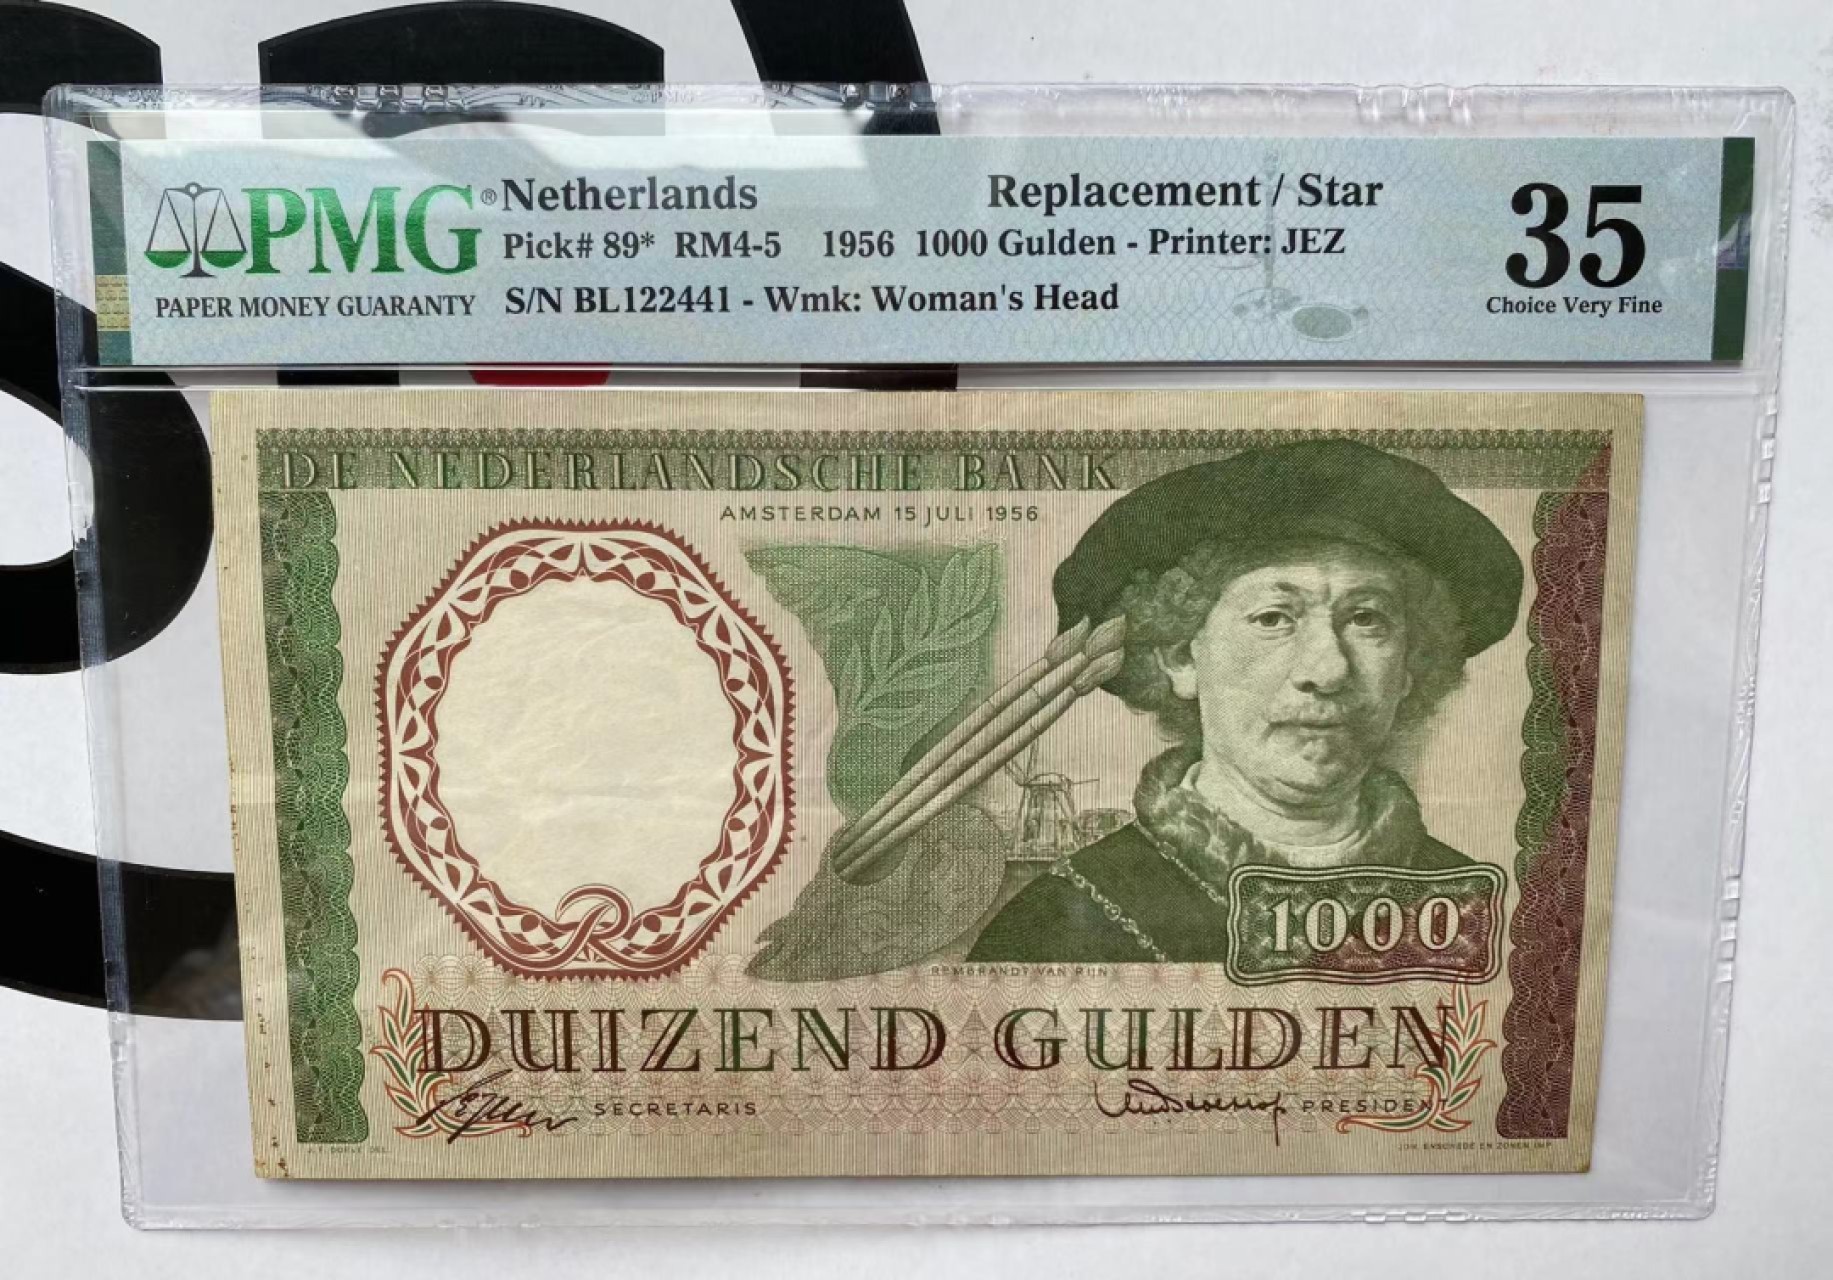 PMG® Netherlands Replacement / Star 35
Pick# 89* RM4-5 1956 1000 Gulden - Printer: JEZ
PAPER MONEY GUARANTY S/N BL122441 - Wmk: Woman's Head Choice Very Fine
DE NEDERLANDSCHE BANK
AMSTERDAM 15 JULI 1956
R
1000
REMBRANDT VAN RIJN
DUIZEND GULDEN
SECRETARIS PRESIDENT
JOH. ENSCHEDÉ EN ZONEN IMP.